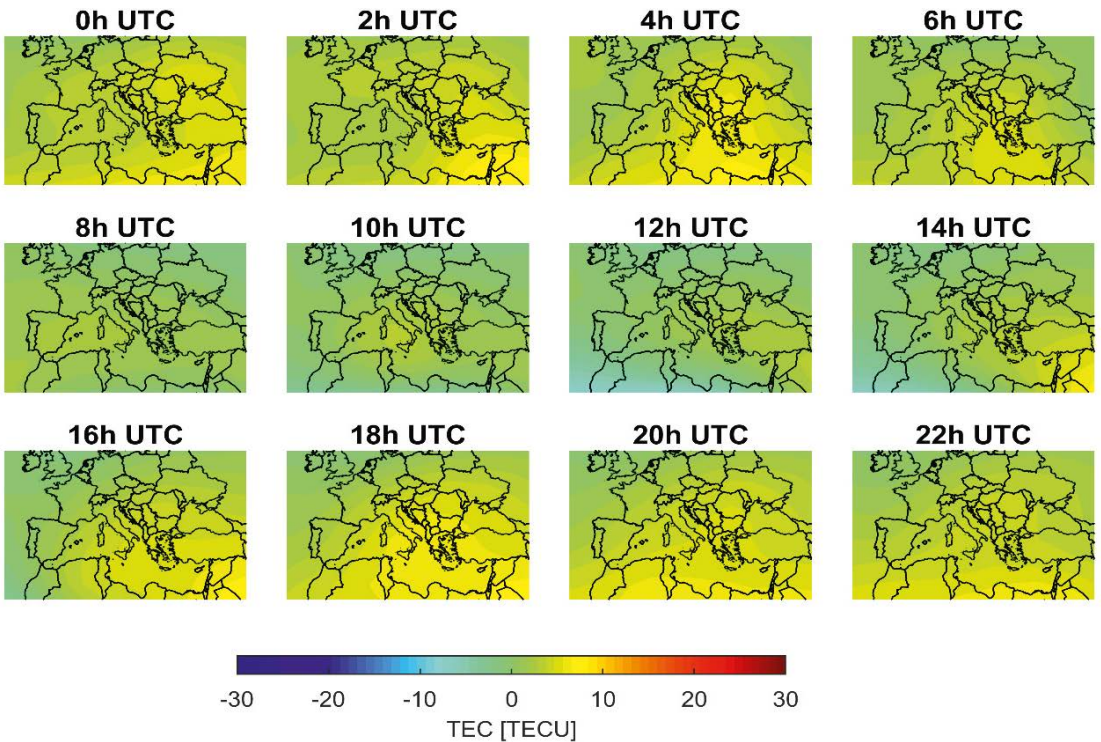 0h UTC 2h UTC 4h UTC 6h UTC
8h UTC 10h UTC 12h UTC 14h UTC
16h UTC 18h UTC 20h UTC 22h UTC
-30 -20 -10 0 10 20 30
TEC [TECU]